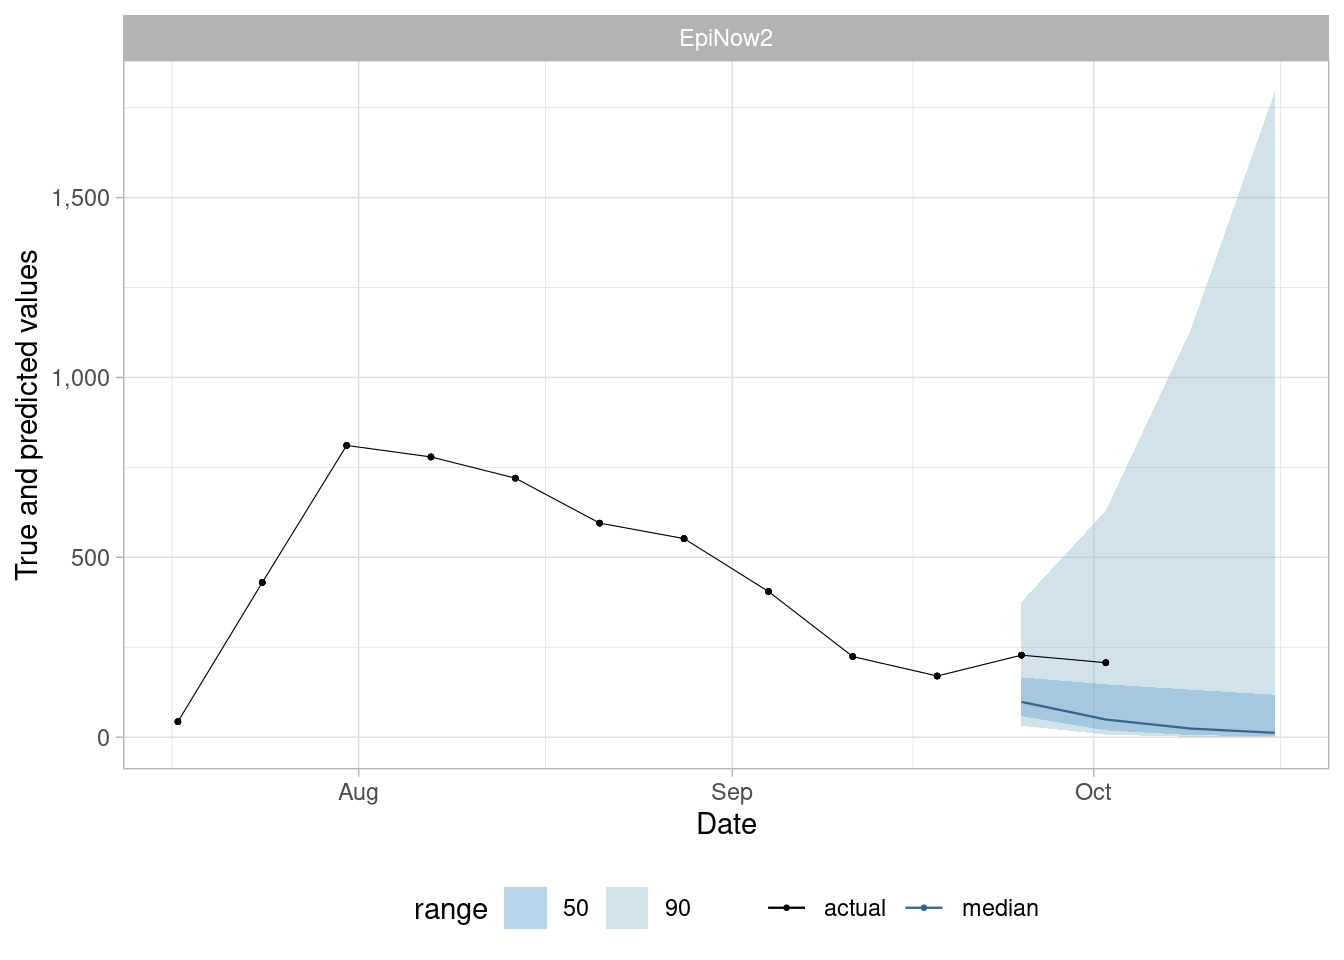 EpiNow2
True and predicted values
1,500
1,000
500
0
Aug Sep Oct
Date
range 50 90 actual median